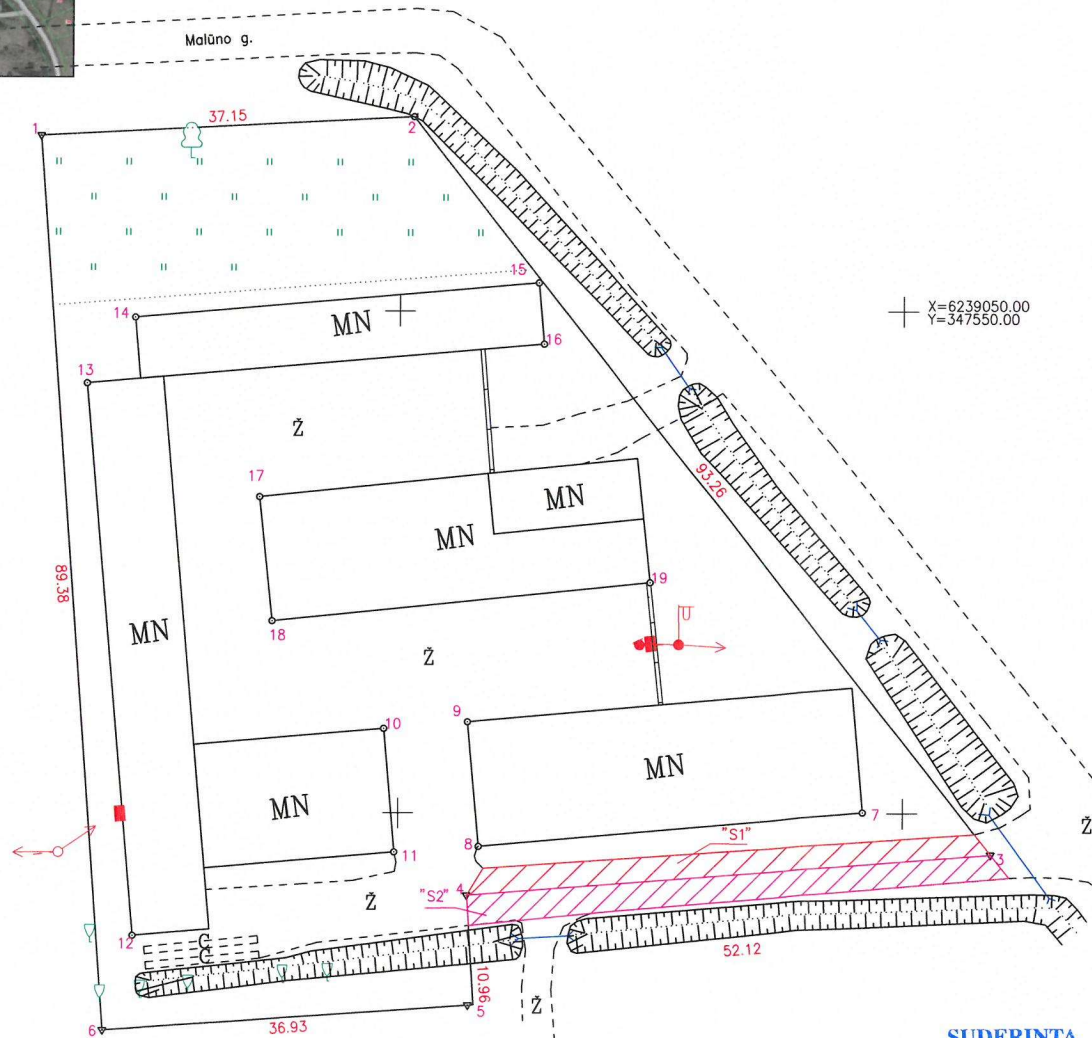 Malūno g.
1
37.15
2
15
14
MN
16
X=6239050.00
Y=347550.00
13
Ž
17
MN
93.26
MN
19
89.38
MN
18
U
Ž
9
10
MN
MN
7
"S1"
8
11
3
Ž
4
"S2"
Ž
12
C
C
52.12
10.96
5
Ž
36.93
6
SUDERINTA